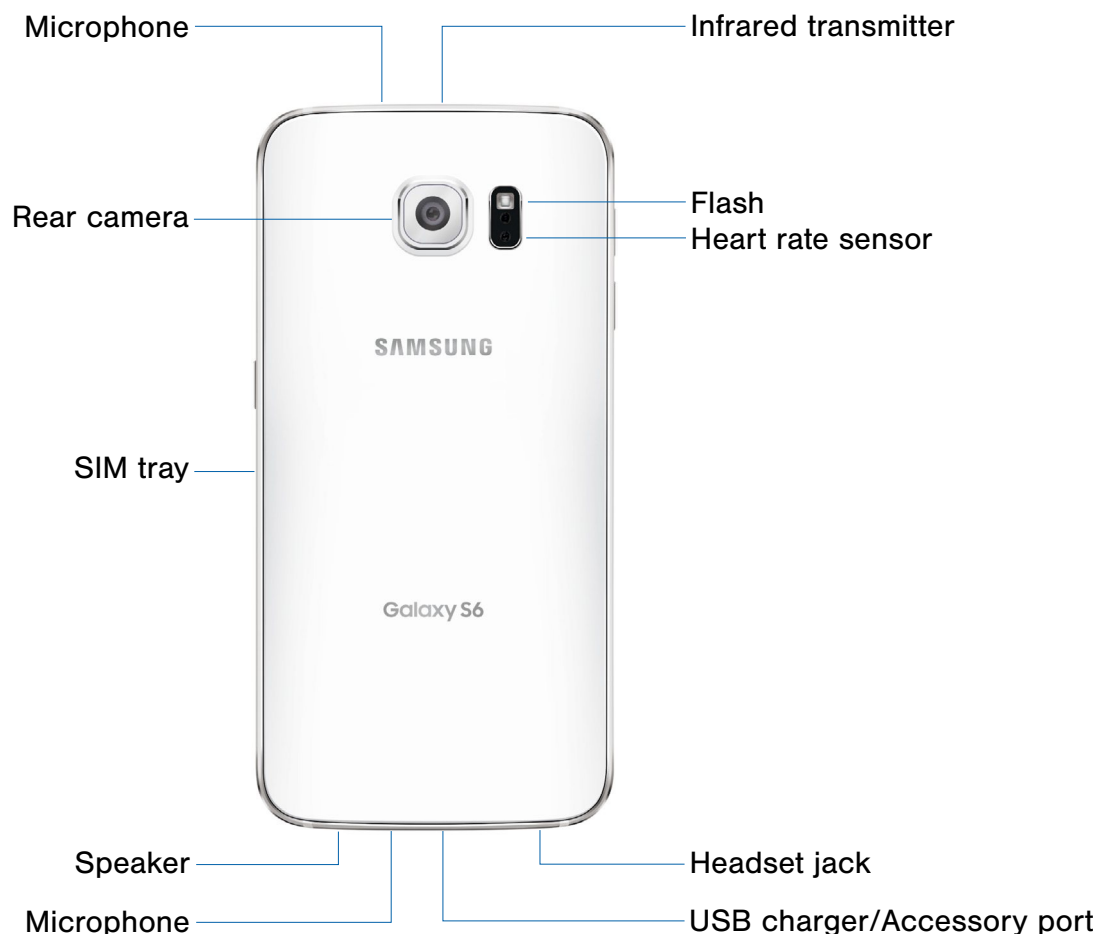 Microphone
Infrared transmitter
Rear camera
Flash
Heart rate sensor
SAMSUNG
SIM tray
Galaxy S6
Speaker
Headset jack
Microphone
USB charger/Accessory port